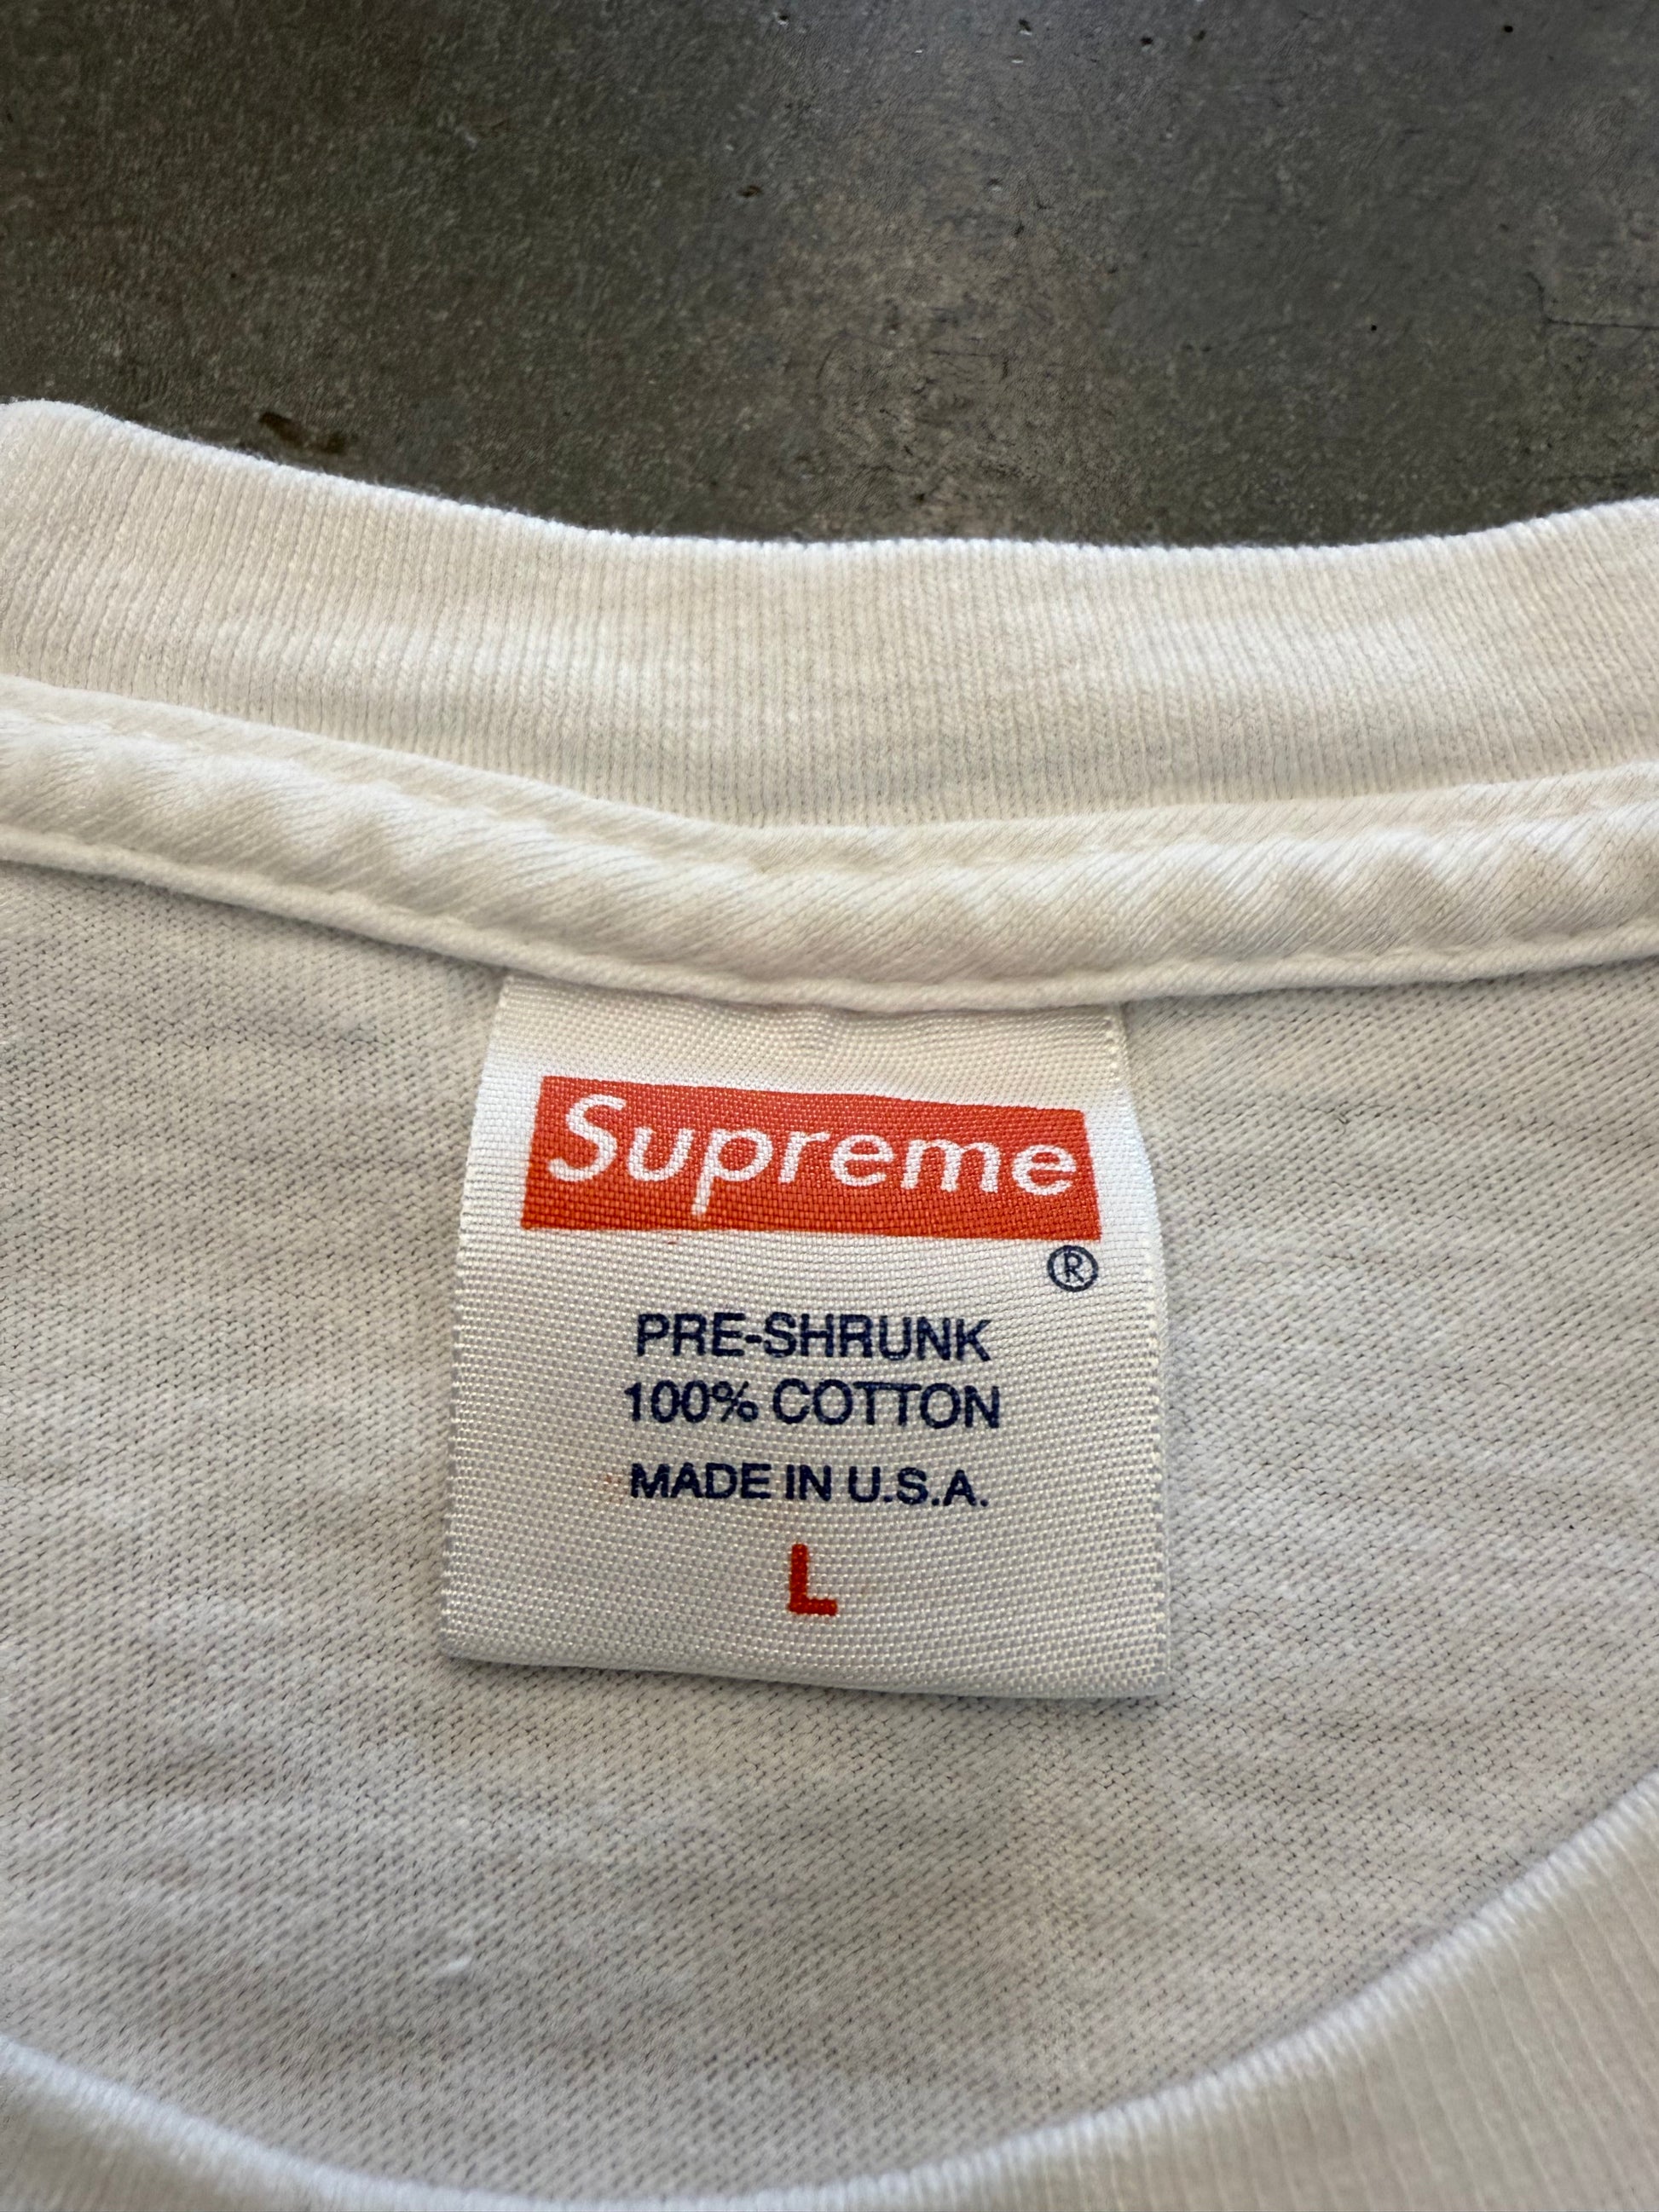 Supreme
®
PRE-SHRUNK
100% COTTON
MADE IN U.S.A.
L